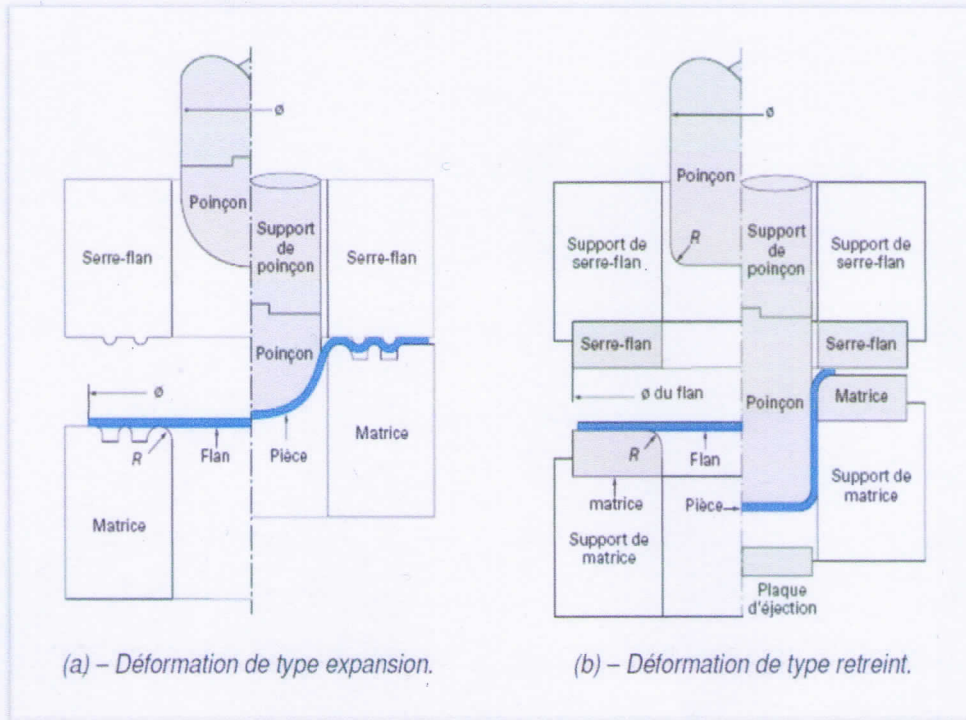 ø
Poinçon
Serre-flan
Support
de
poinçon
Serre-flan
Poinçon
ø
R
Flan
Pièce
Matrice
Matrice
(a) – Déformation de type expansion.
ø
Poinçon
R
Support de
serre-flan
Support
de
poinçon
Support de
serre-flan
Serre-flan
Serre-flan
ø du flan
Poinçon
Matrice
R
Flan
matrice
Pièce
Support de
matrice
Support de
matrice
Plaque
d'éjection
(b) – Déformation de type retreint.